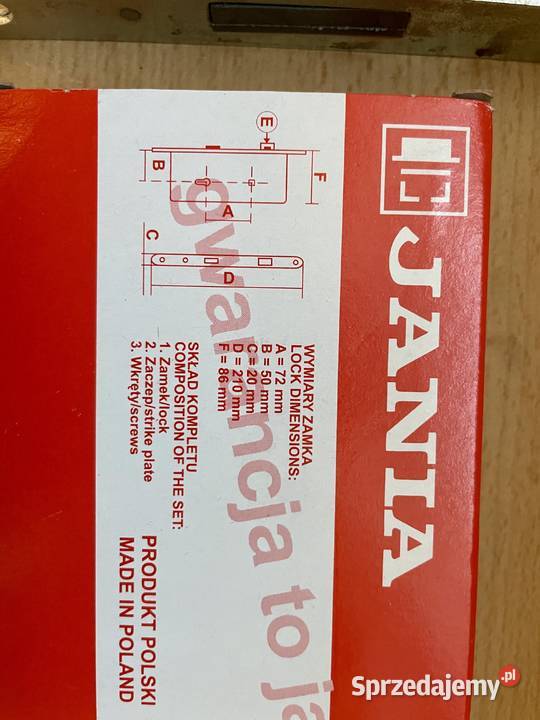 JANIA
E
B
F
A
C
D
gwarancja to ja
WYMIARY ZAMKA
LOCK DIMENSIONS:
A = 72 mm
B = 50 mm
C = 20 mm
D = 210 mm
F = 86 mm
SKŁAD KOMPLETU
COMPOSITION OF THE SET:
1. Zamek/lock
2. Zaczep/strike plate
3. Wkręty/screws
PRODUKT POLSKI
MADE IN POLAND
Sprzedajemy.pl